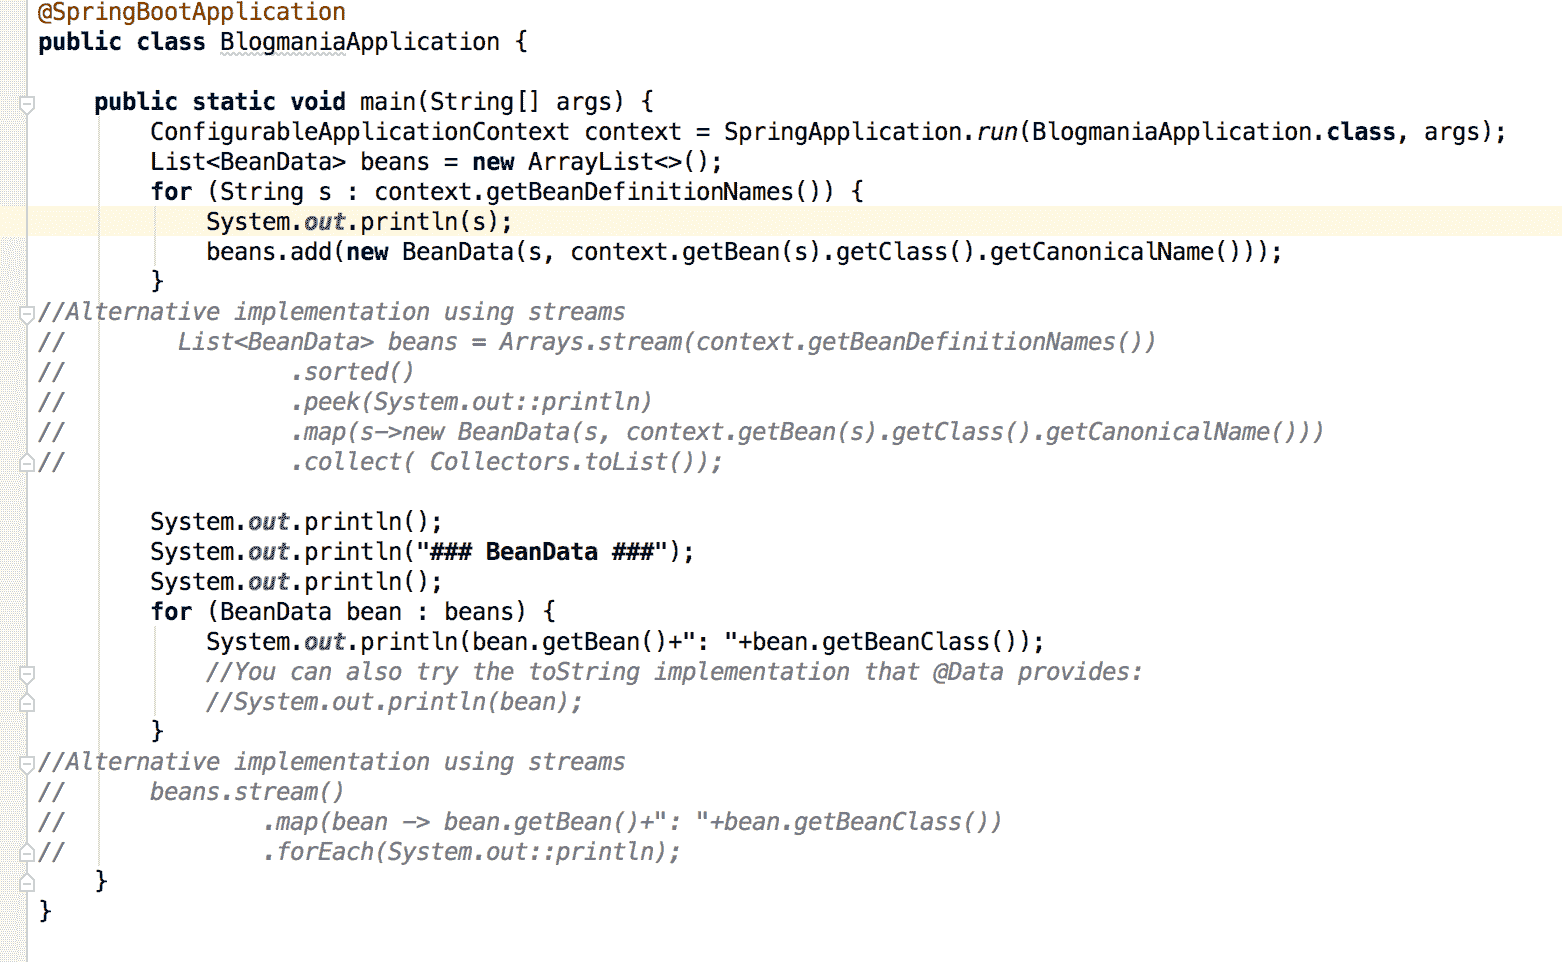 @SpringBootApplication
public class BlogmaniaApplication {
public static void main(String[] args) {
ConfigurableApplicationContext context = SpringApplication.run(BlogmaniaApplication.class, args);
List<BeanData> beans = new ArrayList<>();
for (String s : context.getBeanDefinitionNames()) {
System.out.println(s);
beans.add(new BeanData(s, context.getBean(s).getClass().getCanonicalName()));
}
//Alternative implementation using streams
//        List<BeanData> beans = Arrays.stream(context.getBeanDefinitionNames())
//                .sorted()
//                .peek(System.out::println)
//                .map(s->new BeanData(s, context.getBean(s).getClass().getCanonicalName()))
//                .collect( Collectors.toList());
System.out.println();
System.out.println("### BeanData ###");
System.out.println();
for (BeanData bean : beans) {
System.out.println(bean.getBean()+": "+bean.getBeanClass());
//You can also try the toString implementation that @Data provides:
//System.out.println(bean);
}
//Alternative implementation using streams
//      beans.stream()
//              .map(bean -> bean.getBean()+": "+bean.getBeanClass())
//              .forEach(System.out::println);
}
}